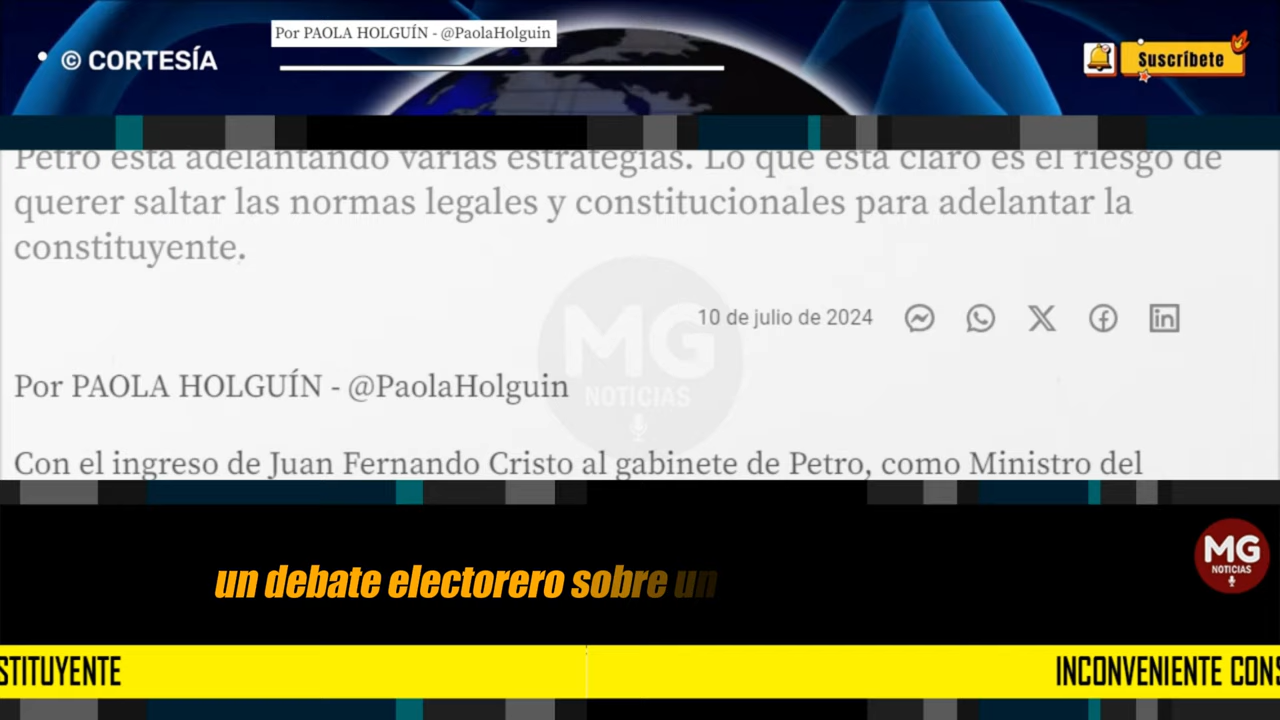 Por PAOLA HOLGUÍN - @PaolaHolguin
© CORTESÍA
Suscríbete
Petro está adelantando varias estrategias. Lo que está claro es el riesgo de
querer saltar las normas legales y constitucionales para adelantar la
constituyente.
10 de julio de 2024
MG
NOTICIAS
Por PAOLA HOLGUÍN - @PaolaHolguin
Con el ingreso de Juan Fernando Cristo al gabinete de Petro, como Ministro del
MG
NOTICIAS
un debate electorero sobre un
STITUYENTE
INCONVENIENTE CONS